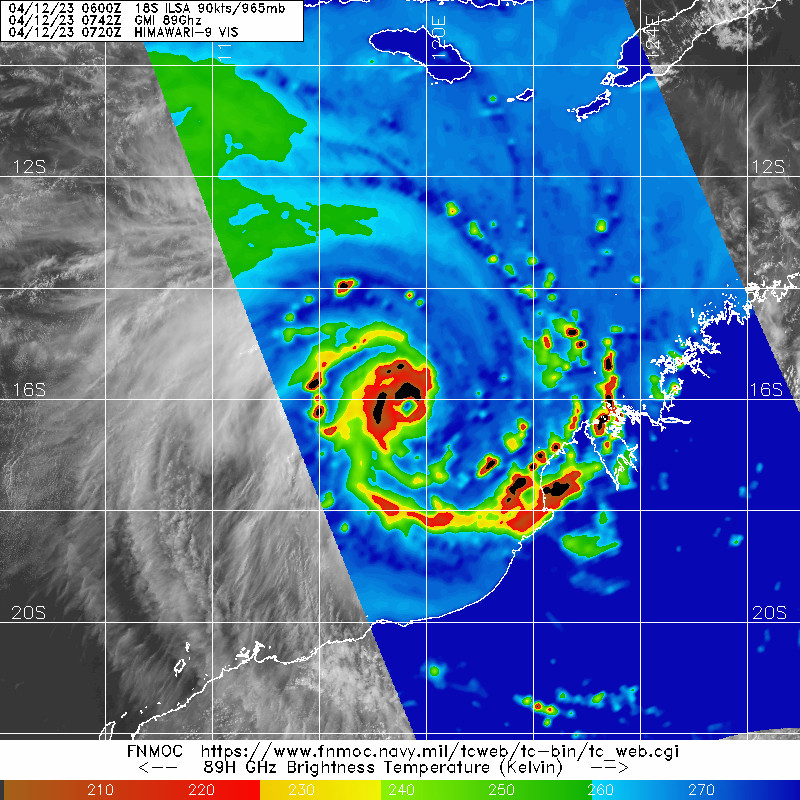 04/12/23 0600Z 18S ILSA 90kts/965mb
04/12/23 0742Z GMI 89Ghz
04/12/23 0720Z HIMAWARI-9 VIS
120E
124E
12S 12S
16S 16S
20S 20S
FNMOC https://www.fnmoc.navy.mil/tcweb/tc-bin/tc_web.cgi
<-- 89H GHz Brightness Temperature (Kelvin) -->
210 220 230 240 250 260 270